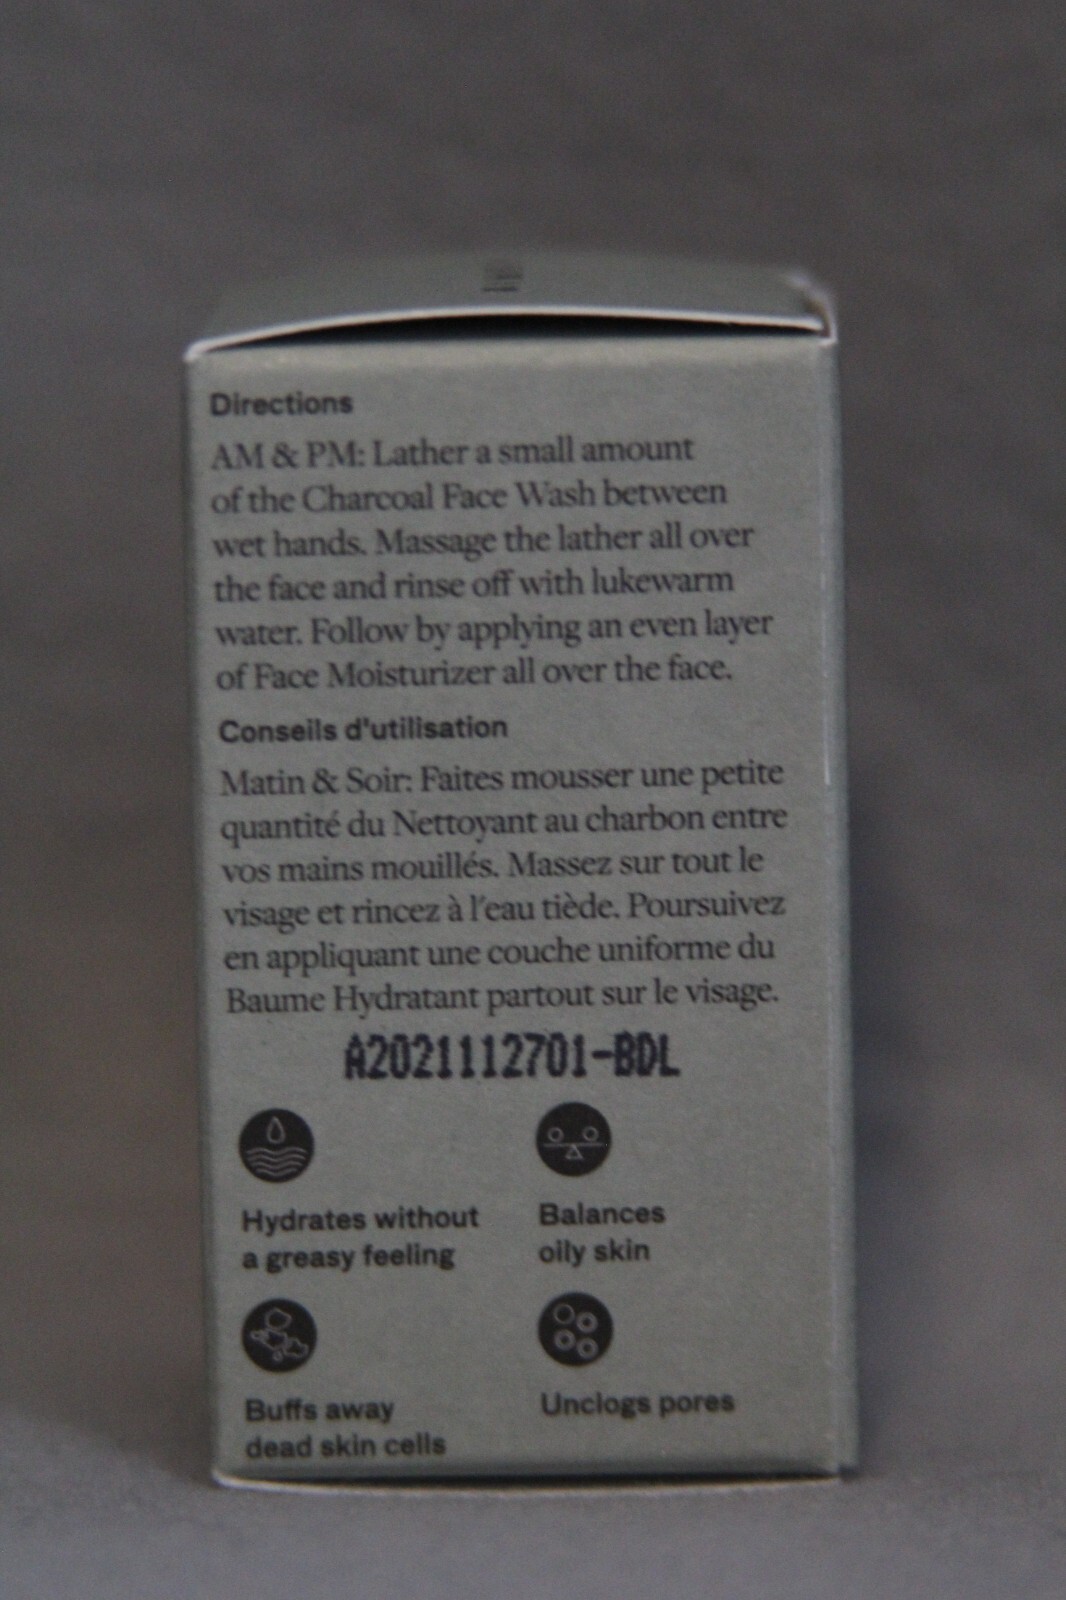 Directions
AM & PM: Lather a small amount
of the Charcoal Face Wash between
wet hands. Massage the lather all over
the face and rinse off with lukewarm
water. Follow by applying an even layer
of Face Moisturizer all over the face.
Conseils d'utilisation
Matin & Soir: Faites mousser une petite
quantité du Nettoyant au charbon entre
vos mains mouillés. Massez sur tout le
visage et rincez à l'eau tiède. Poursuivez
en appliquant une couche uniforme du
Baume Hydratant partout sur le visage.
A2021112701-BDL
Hydrates without
a greasy feeling
Balances
oily skin
Buffs away
dead skin cells
Unclogs pores